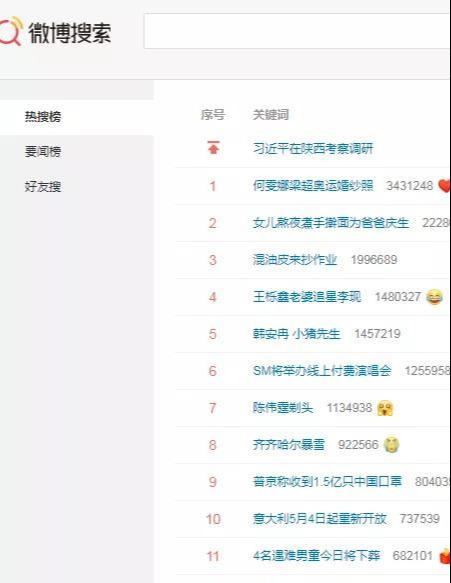 微博搜索
热搜榜
要闻榜
好友搜
序号 关键词
习近平在陕西考察调研
1 何雯娜梁超奥运婚纱照 3431248
2 女儿熬夜煮手擀面为爸爸庆生 2228
3 混油皮来抄作业 1996689
4 王栎鑫老婆追星李现 1480327
5 韩安冉 小猪先生 1457219
6 SM将举办线上付费演唱会 1255958
7 陈伟霆剃头 1134938
8 齐齐哈尔暴雪 922566
9 普京称收到1.5亿只中国口罩 804035
10 意大利5月4日起重新开放 737539
11 4名遇难男童今日将下葬 682101